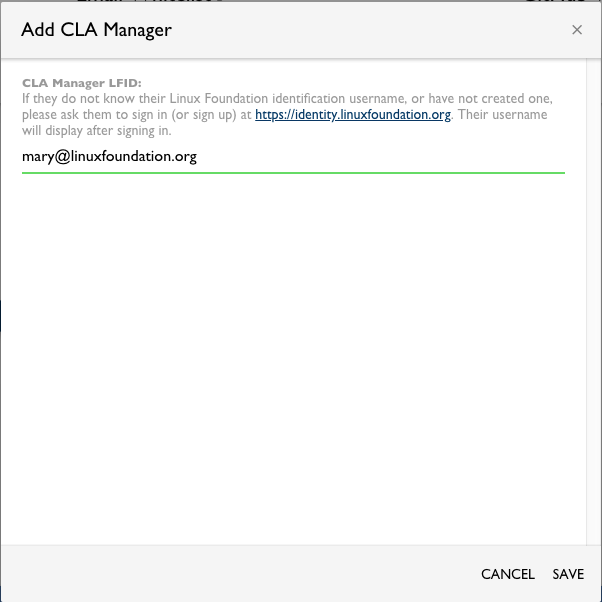 Add CLA Manager
×
CLA Manager LFID:
If they do not know their Linux Foundation identification username, or have not created one,
please ask them to sign in (or sign up) at https://identity.linuxfoundation.org. Their username
will display after signing in.
mary@linuxfoundation.org
CANCEL SAVE